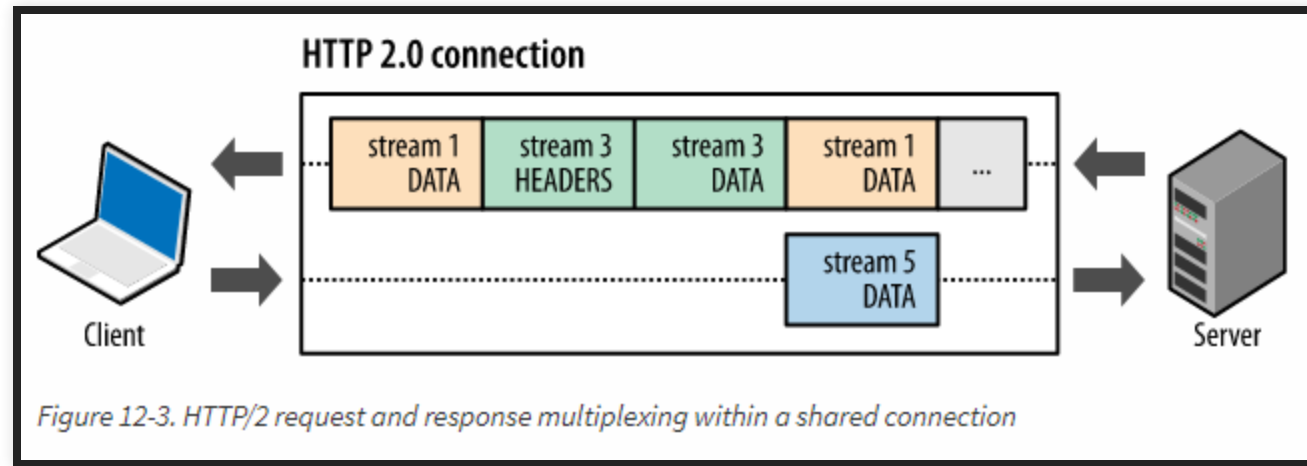 HTTP 2.0 connection
stream 1
DATA
stream 3
HEADERS
stream 3
DATA
stream 1
DATA
...
stream 5
DATA
Client
Server
Figure 12-3. HTTP/2 request and response multiplexing within a shared connection